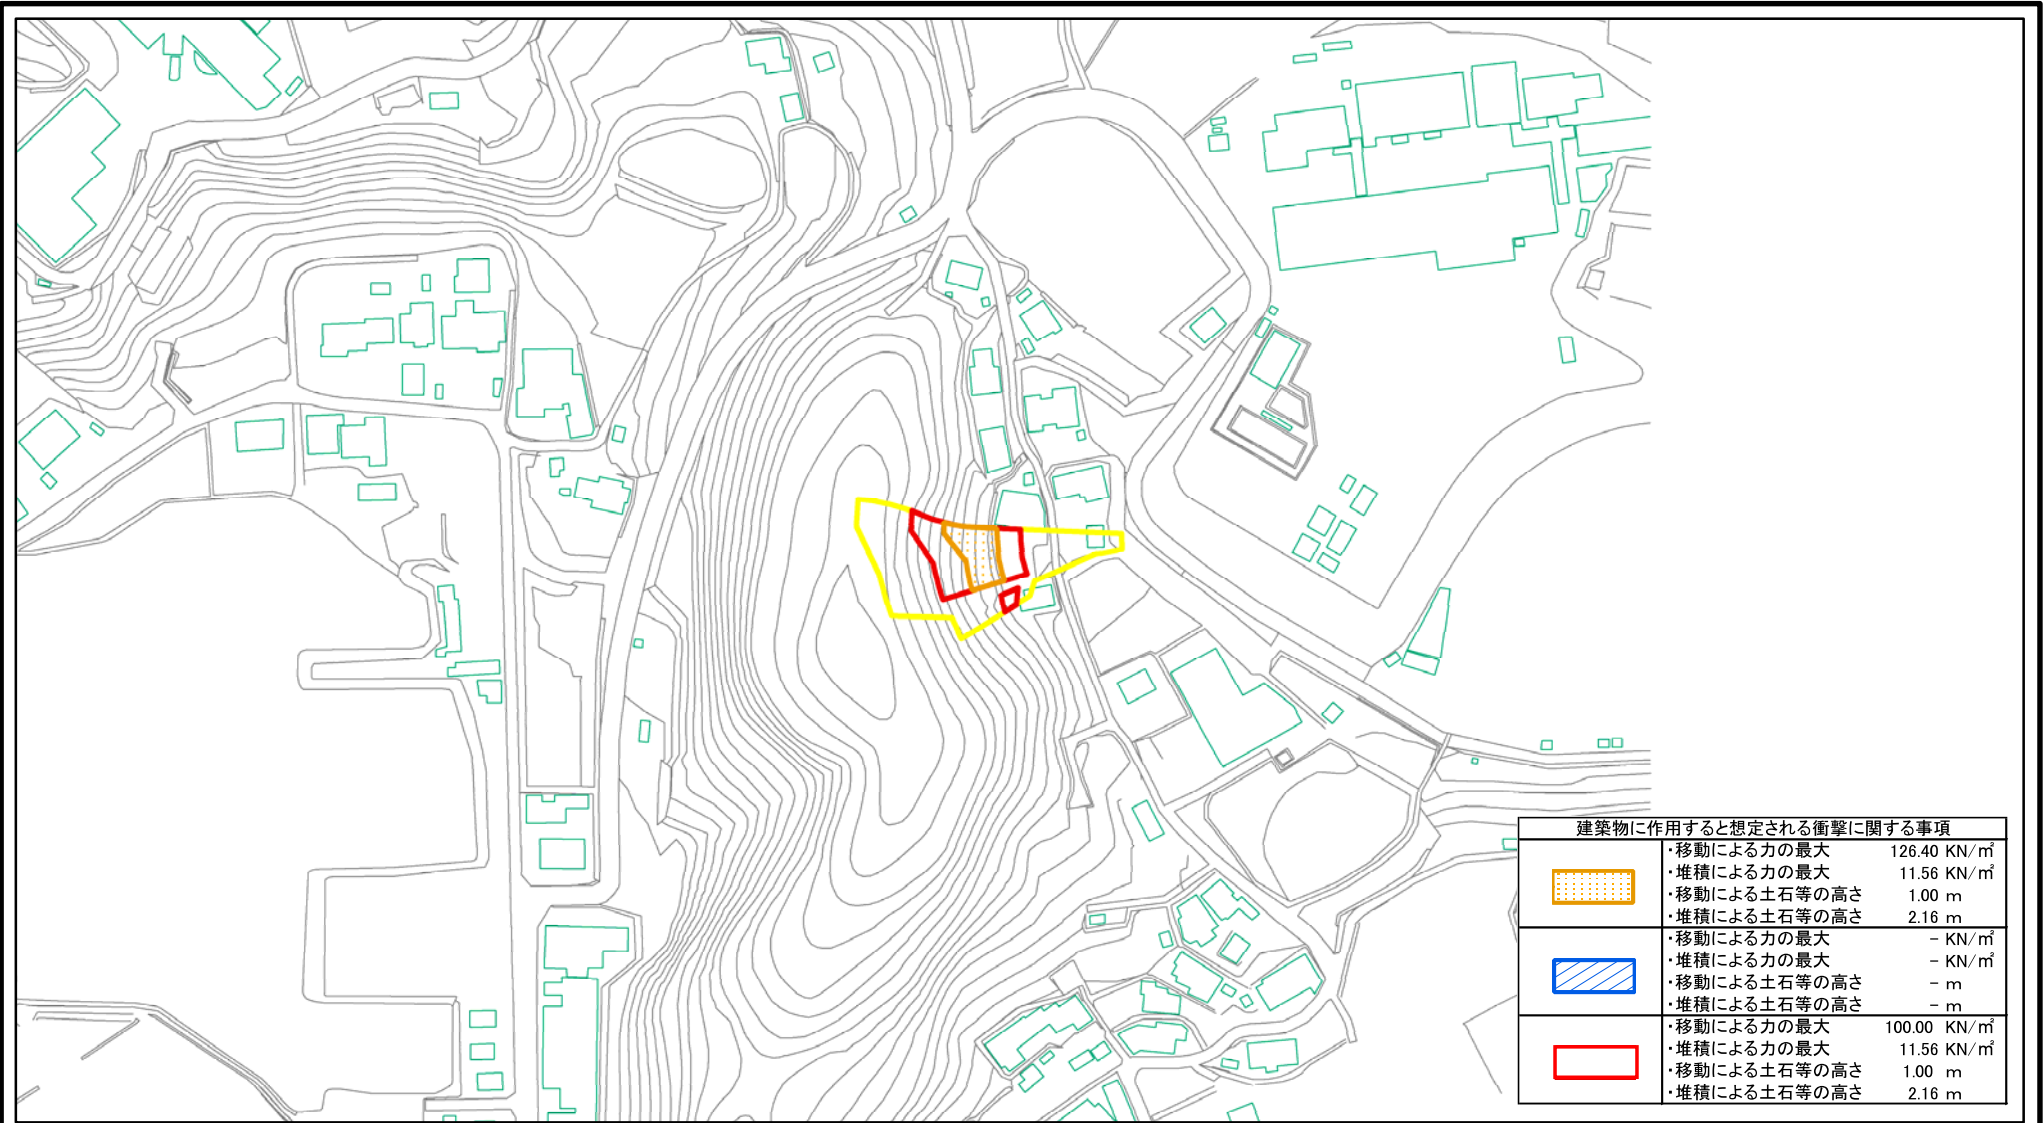 建築物に作用すると想定される衝撃に関する事項
・移動による力の最大 126.40 KN/㎡
・堆積による力の最大 11.56 KN/㎡
・移動による土石等の高さ 1.00 m
・堆積による土石等の高さ 2.16 m
・移動による力の最大 - KN/㎡
・堆積による力の最大 - KN/㎡
・移動による土石等の高さ - m
・堆積による土石等の高さ - m
・移動による力の最大 100.00 KN/㎡
・堆積による力の最大 11.56 KN/㎡
・移動による土石等の高さ 1.00 m
・堆積による土石等の高さ 2.16 m